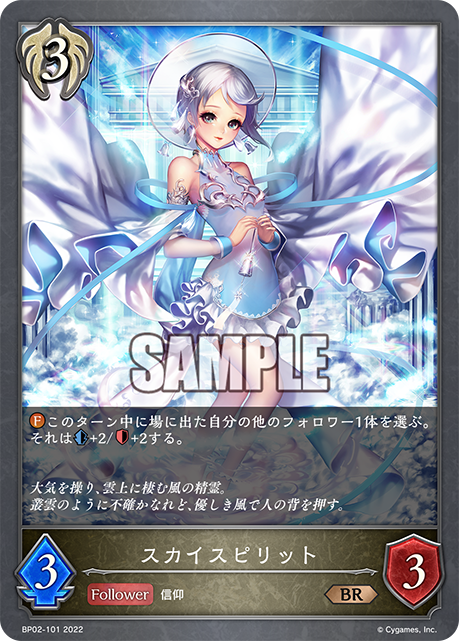 3
SAMPLE
Fこのターン中に場に出た自分の他のフォロワー1体を選ぶ。
それは+2/+2する。
大気を操り、雲上に棲む風の精霊。
叢雲のように不確かなれど、優しき風で人の背を押す。
スカイスピリット
3
Follower 信仰
BR
3
BP02-101 2022
© Cygames, Inc.